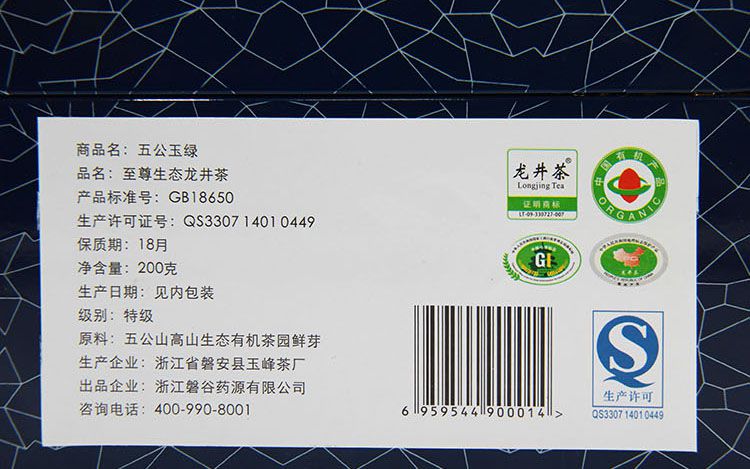 商品名：五公玉绿
品名：至尊生态龙井茶
产品标准号：GB18650
生产许可证号：QS3307 1401 0449
保质期：18月
净含量：200克
生产日期：见内包装
级别：特级
原料：五公山高山生态有机茶园鲜芽
生产企业：浙江省磐安县玉峰茶厂
出品企业：浙江磐谷药源有限公司
咨询电话：400-990-8001
龙井茶®
Longjing Tea
证明商标
LT-09-330727-007
中国有机产品
ORGANIC
GI
6 959544 900014 >
生产许可
QS3307 1401 0449